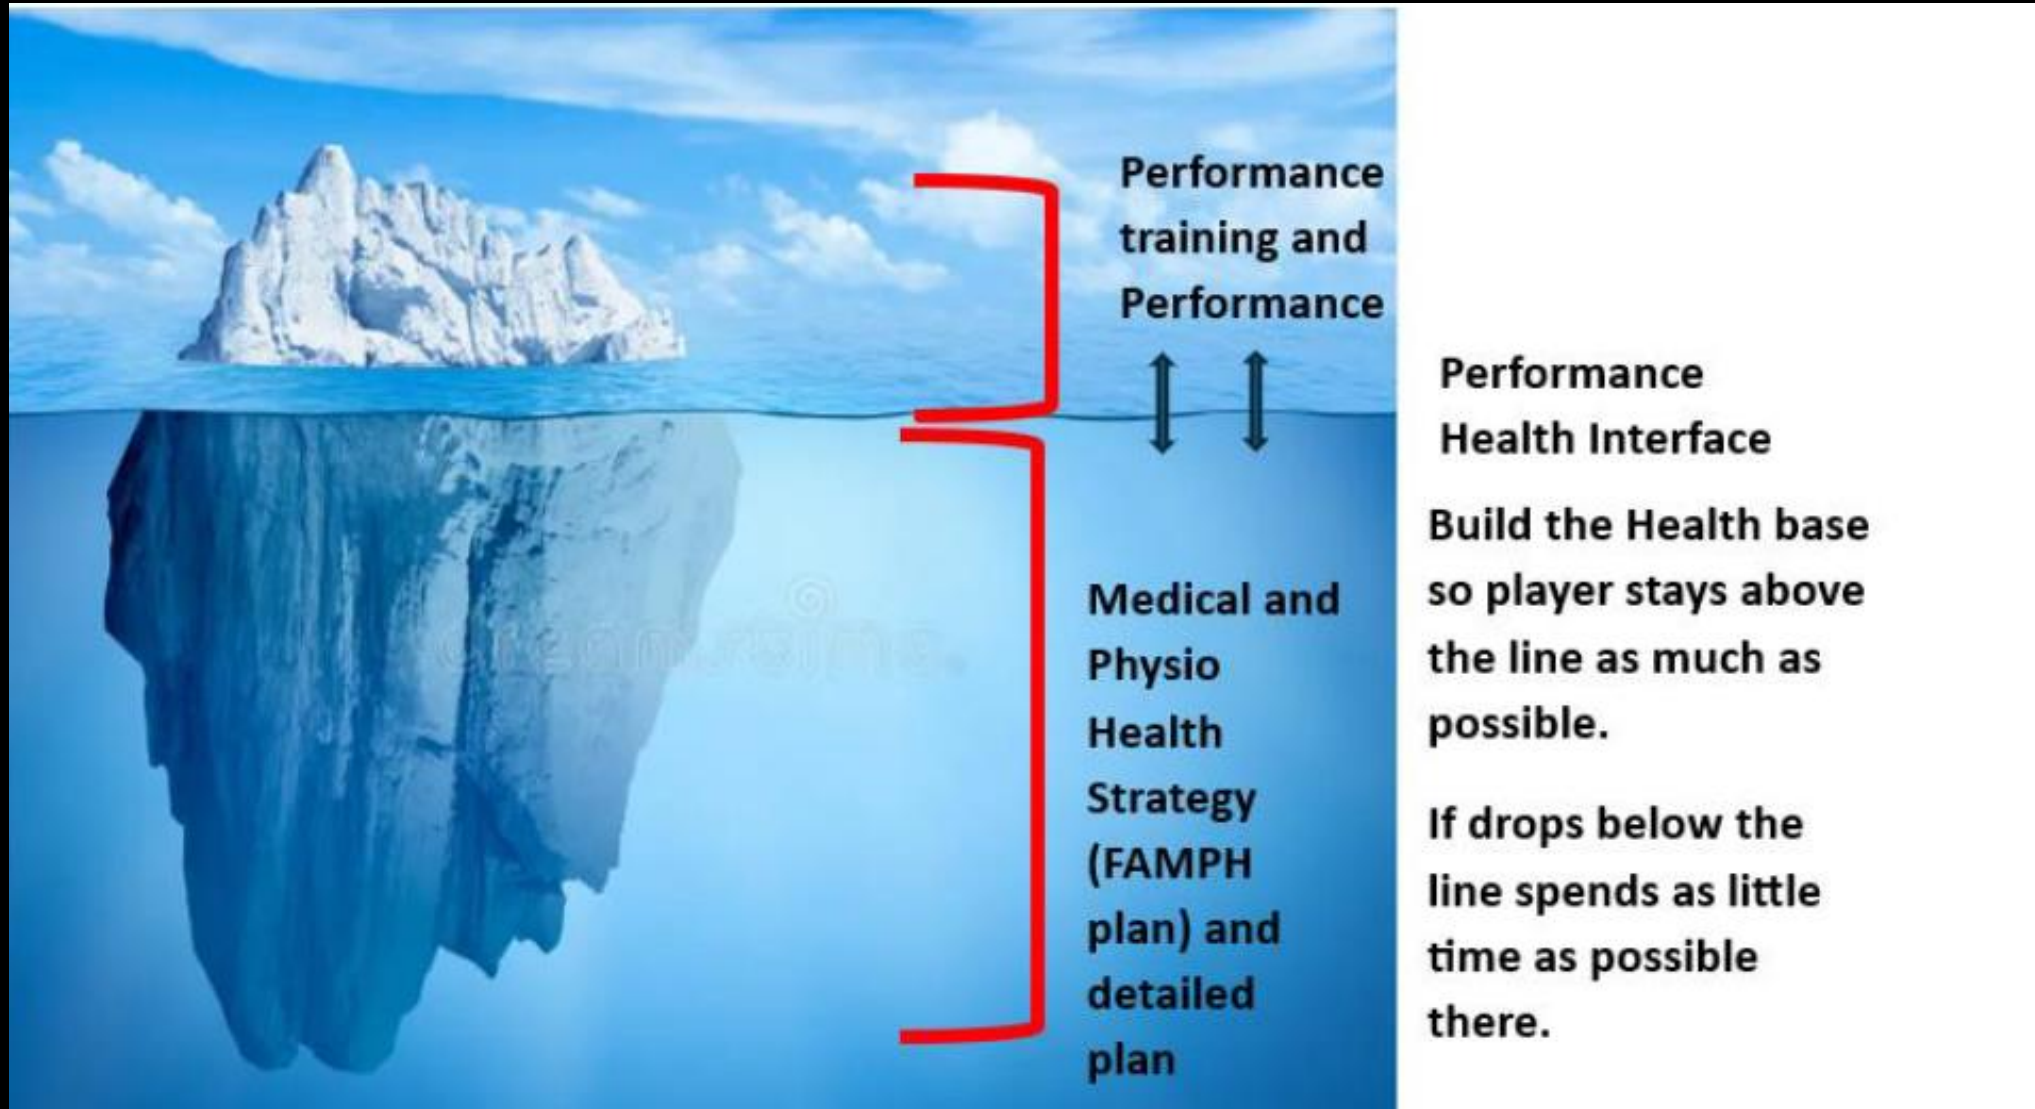 Performance
training and
Performance
Performance
Health Interface
Build the Health base
so player stays above
the line as much as
possible.
If drops below the
line spends as little
time as possible
there.
Medical and
Physio
Health
Strategy
(FAMPH
plan) and
detailed
plan
dreamstime.